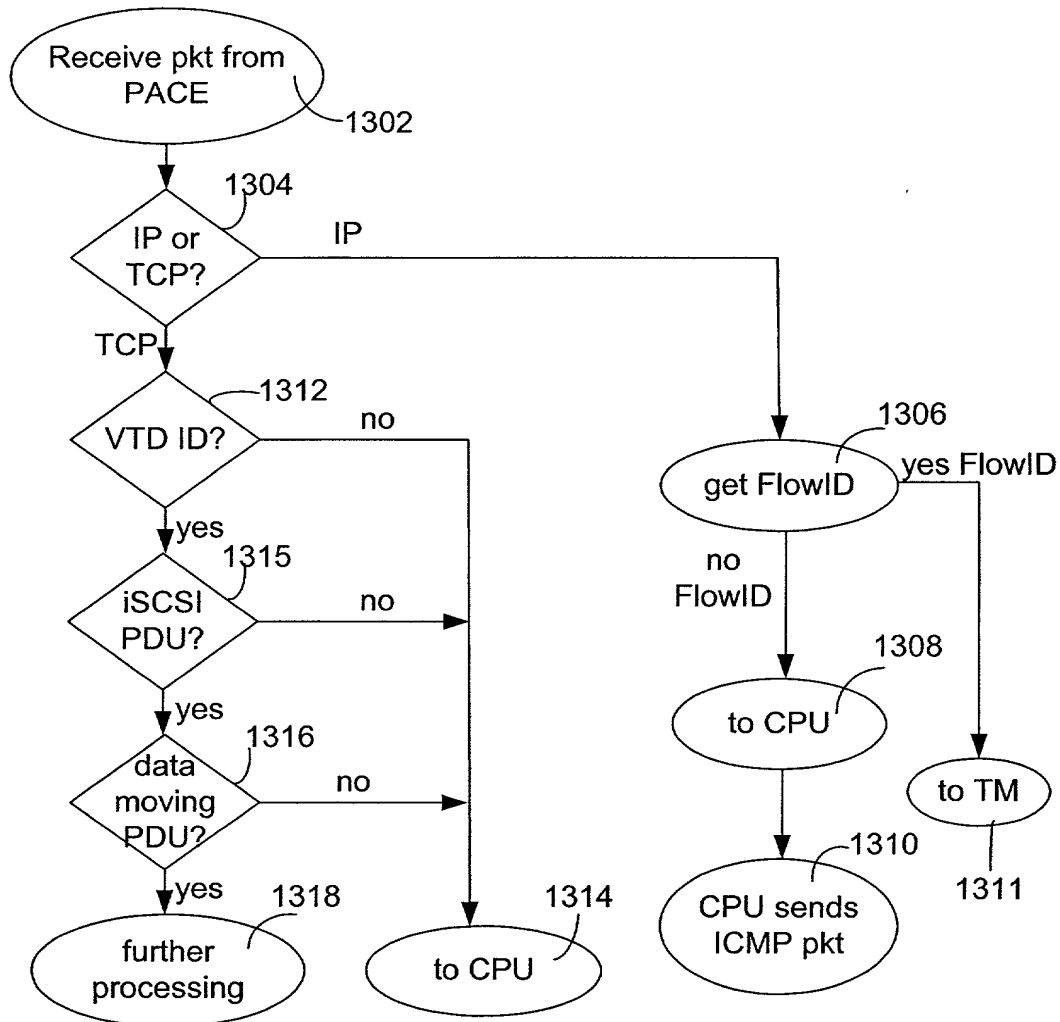 Receive pkt from
PACE
1302
1304
IP or
TCP?
IP
TCP
1312
VTD ID?
no
yes
1306
get FlowID
yes FlowID
1315
iSCSI
PDU?
no
no
FlowID
yes
1308
to CPU
1316
data
moving
PDU?
no
to TM
1311
yes
1310
CPU sends
ICMP pkt
1318
further
processing
1314
to CPU